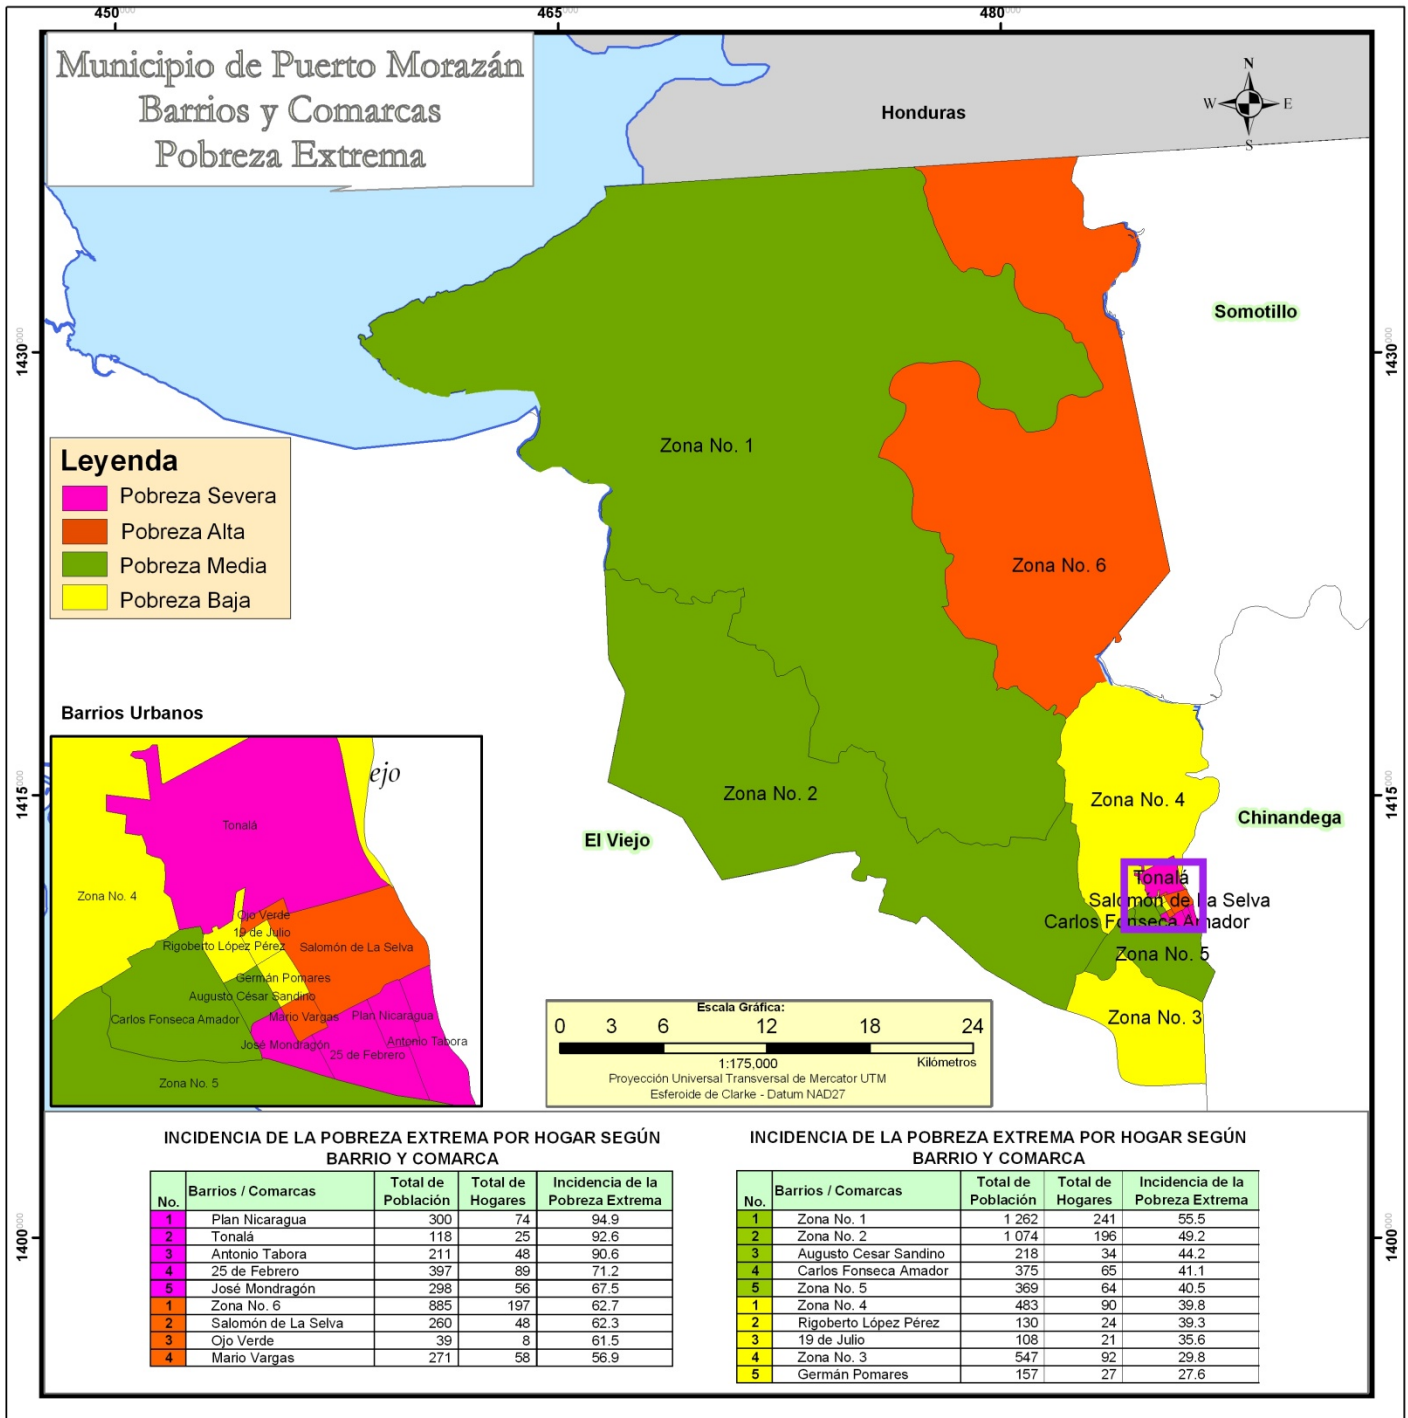 450000
465000
480000
Municipio de Puerto Morazán
Barrios y Comarcas
Pobreza Extrema
Honduras
N
W
E
S
Somotillo
1430000
1430000
Zona No. 1
Leyenda
Pobreza Severa
Pobreza Alta
Pobreza Media
Pobreza Baja
Zona No. 6
Barrios Urbanos
ejo
Tonalá
Zona No. 4
Ojo Verde
19 de Julio
Rigoberto López Pérez
Salomón de La Selva
Germán Pomares
Augusto César Sandino
Carlos Fonseca Amador
Mario Vargas
Plan Nicaragua
José Mondragón
25 de Febrero
Antonio Tabora
Zona No. 5
1415000
1415000
Zona No. 2
Zona No. 4
Chinandega
El Viejo
Tonalá
Salomón de La Selva
Carlos Fonseca Amador
Zona No. 5
Zona No. 3
Escala Gráfica:
0 3 6 12 18 24
1:175,000 Kilómetros
Proyección Universal Transversal de Mercator UTM
Esferoide de Clarke - Datum NAD27
1400000
1400000
INCIDENCIA DE LA POBREZA EXTREMA POR HOGAR SEGÚN
BARRIO Y COMARCA
No. Barrios / Comarcas Total de Población Total de Hogares Incidencia de la Pobreza Extrema
1 Plan Nicaragua 300 74 94.9
2 Tonalá 118 25 92.6
3 Antonio Tabora 211 48 90.6
4 25 de Febrero 397 89 71.2
5 José Mondragón 298 56 67.5
1 Zona No. 6 885 197 62.7
2 Salomón de La Selva 260 48 62.3
3 Ojo Verde 39 8 61.5
4 Mario Vargas 271 58 56.9
INCIDENCIA DE LA POBREZA EXTREMA POR HOGAR SEGÚN
BARRIO Y COMARCA
No. Barrios / Comarcas Total de Población Total de Hogares Incidencia de la Pobreza Extrema
1 Zona No. 1 1 262 241 55.5
2 Zona No. 2 1 074 196 49.2
3 Augusto Cesar Sandino 218 34 44.2
4 Carlos Fonseca Amador 375 65 41.1
5 Zona No. 5 369 64 40.5
1 Zona No. 4 483 90 39.8
2 Rigoberto López Pérez 130 24 39.3
3 19 de Julio 108 21 35.6
4 Zona No. 3 547 92 29.8
5 Germán Pomares 157 27 27.6